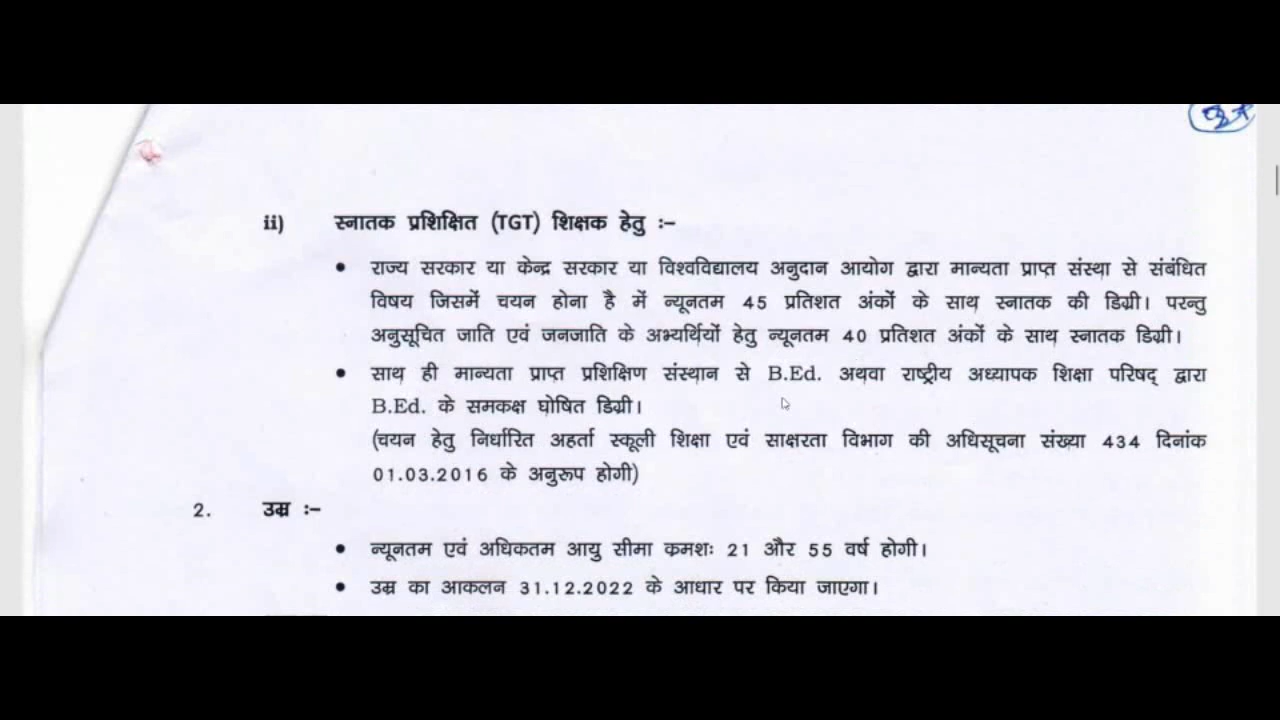 ii) स्नातक प्रशिक्षित (TGT) शिक्षक हेतु :–
• राज्य सरकार या केन्द्र सरकार या विश्वविद्यालय अनुदान आयोग द्वारा मान्यता प्राप्त संस्था से संबंधित
विषय जिसमें चयन होना है में न्यूनतम 45 प्रतिशत अंकों के साथ स्नातक की डिग्री। परन्तु
अनुसूचित जाति एवं जनजाति के अभ्यर्थियों हेतु न्यूनतम 40 प्रतिशत अंकों के साथ स्नातक डिग्री।
• साथ ही मान्यता प्राप्त प्रशिक्षिण संस्थान से B.Ed. अथवा राष्ट्रीय अध्यापक शिक्षा परिषद् द्वारा
B.Ed. के समकक्ष घोषित डिग्री।
(चयन हेतु निर्धारित अहर्ता स्कूली शिक्षा एवं साक्षरता विभाग की अधिसूचना संख्या 434 दिनांक
01.03.2016 के अनुरूप होगी)
2. उम्र :–
• न्यूनतम एवं अधिकतम आयु सीमा क्रमशः 21 और 55 वर्ष होगी।
• उम्र का आकलन 31.12.2022 के आधार पर किया जाएगा।